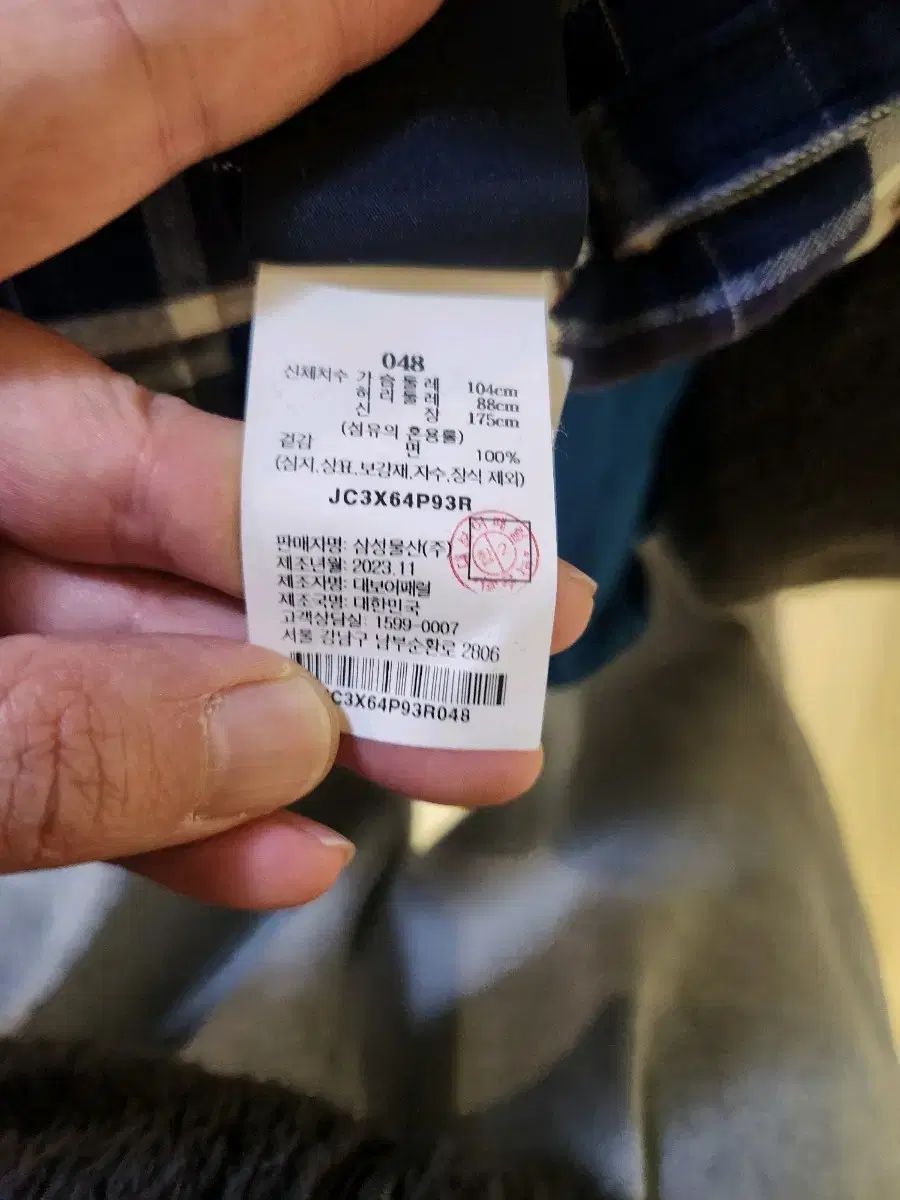 048
신체치수 가 슴 둘 레 104cm
허 리 둘 레 88cm
신 장 175cm
(섬유의 혼용률)
겉감 면 100%
(심지,상표,보강재,자수,장식 제외)
JC3X64P93R
판매자명: 삼성물산(주)
제조년월: 2023.11
제조사명: 대보어패럴
제조국명: 대한민국
고객상담실: 1599-0007
서울 강남구 남부순환로 2806
C3X64P93R048